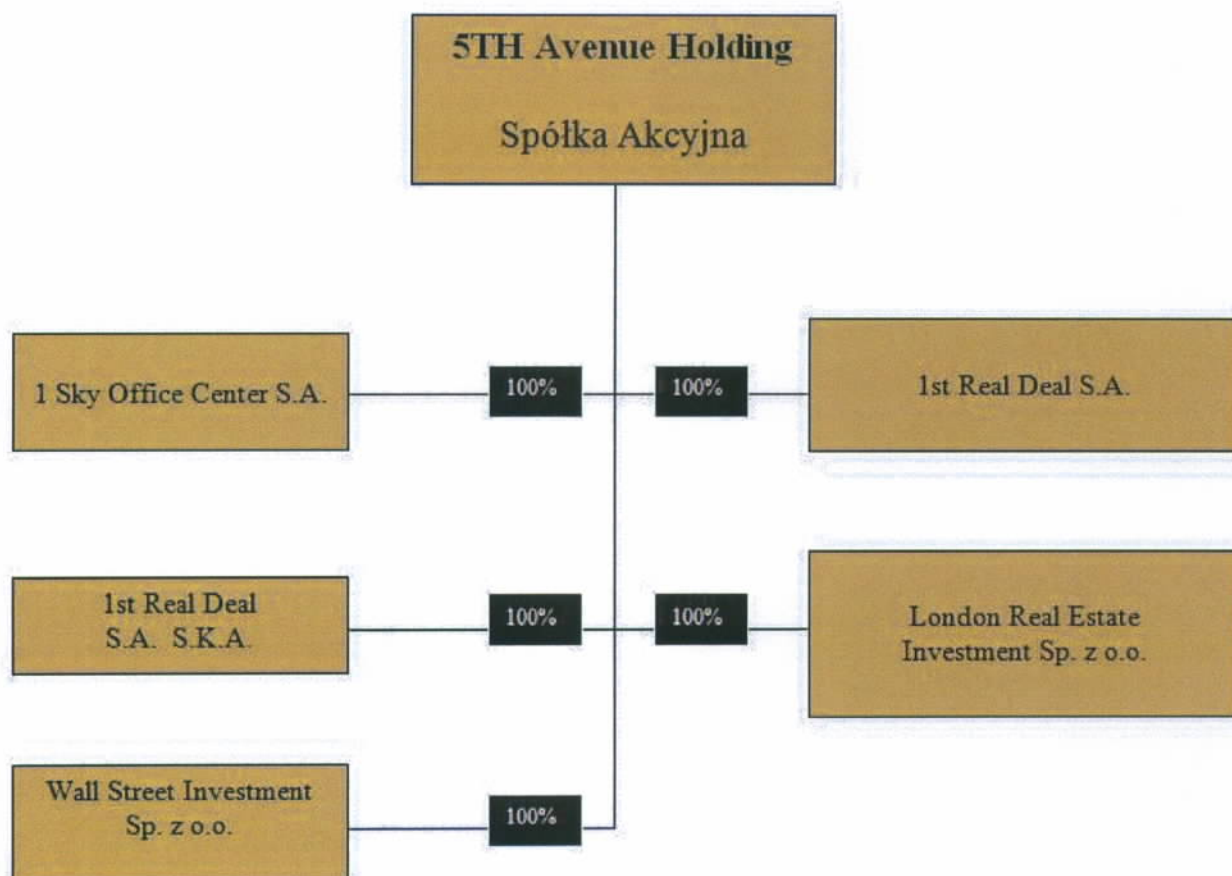 5TH Avenue Holding
Spółka Akcyjna
1 Sky Office Center S.A.
100%
100%
1st Real Deal S.A.
1st Real Deal
S.A. S.K.A.
100%
100%
London Real Estate
Investment Sp. z o.o.
Wall Street Investment
Sp. z o.o.
100%